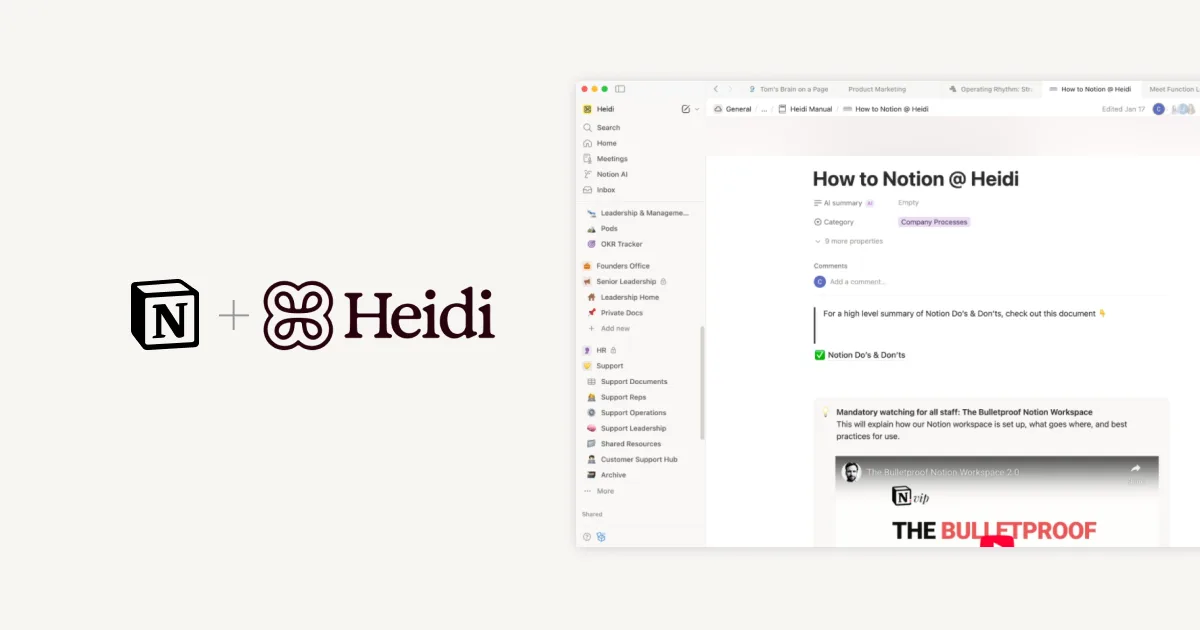 N
Heidi
Tom's Brain on a Page
Product Marketing
Operating Rhythm: Str
How to Notion @ Heidi
Meet Function L
Heidi
General
...
/
Heidi Manual
/
How to Notion @ Heidi
Edited Jan 17
C
Search
Home
Meetings
Notion AI
Inbox
Leadership & Manageme...
Pods
OKR Tracker
Founders Office
Senior Leadership
Leadership Home
Private Docs
Add new
HR
Support
Support Documents
Support Reps
Support Operations
Support Leadership
Shared Resources
Customer Support Hub
Archive
More
Shared
How to Notion @ Heidi
AI summary AI Empty
Category Company Processes
9 more properties
Comments
C Add a comment...
For a high level summary of Notion Do's & Don'ts, check out this document 👇
✅ Notion Do's & Don'ts
Mandatory watching for all staff: The Bulletproof Notion Workspace
This will explain how our Notion workspace is set up, what goes where, and best
practices for use.
The Bulletproof Notion Workspace 2.0
N vip
THE BULLETPROOF